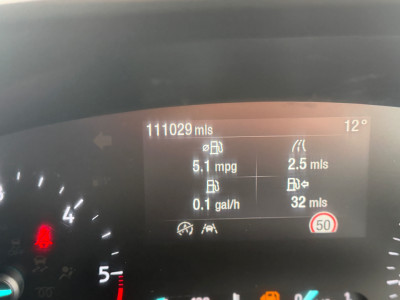 111029 mls 12°
5.1 mpg 2.5 mls
0.1 gal/h 32 mls
50
4
5